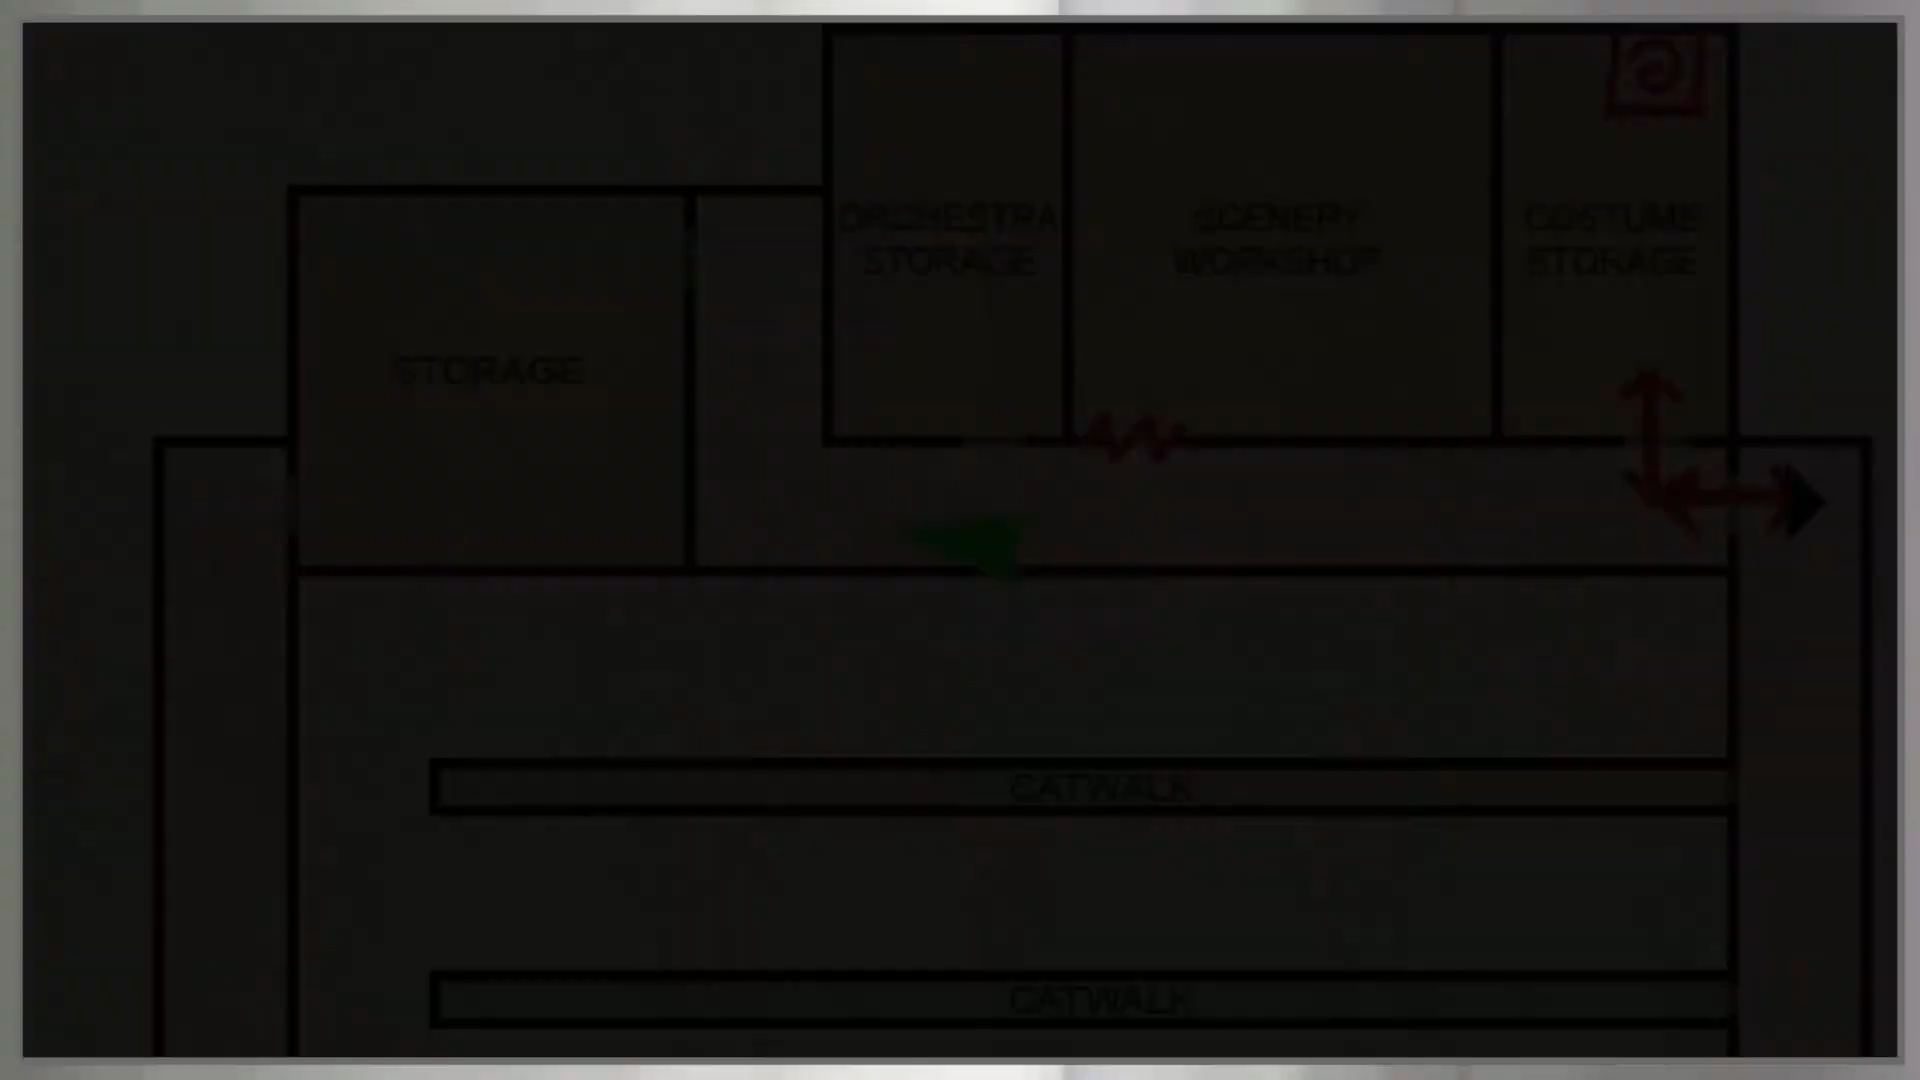 ORCHESTRA
STORAGE
SCENERY
WORKSHOP
COSTUME
STORAGE
STORAGE
CATWALK
CATWALK